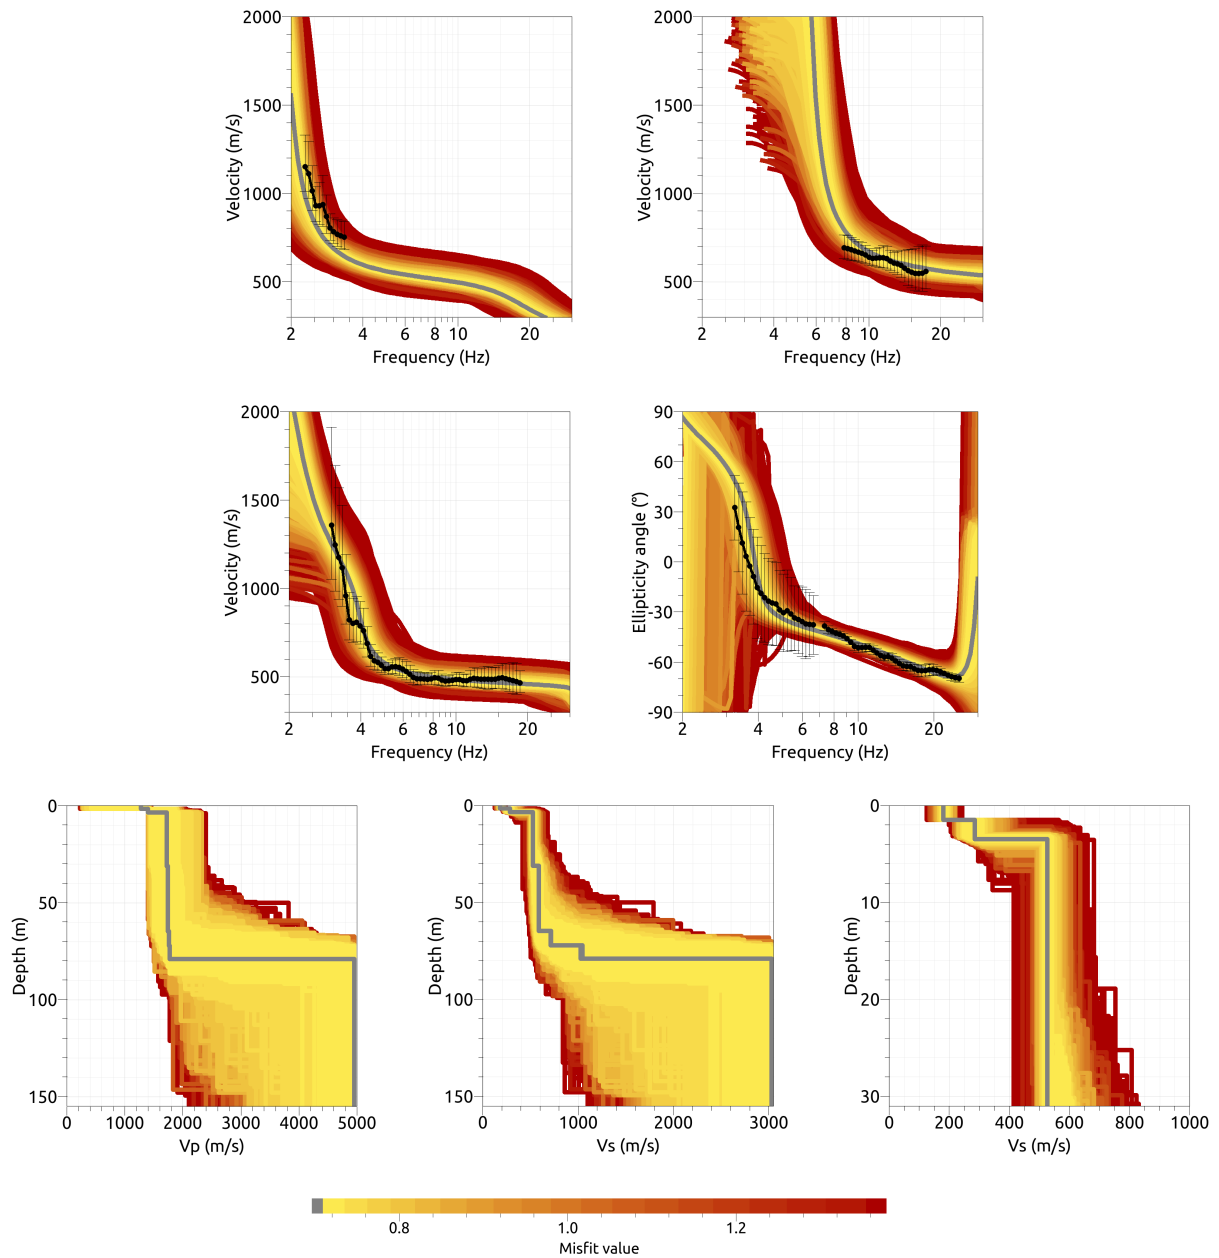 2000
1500
1000
500
Velocity (m/s)
2 4 6 8 10 20
Frequency (Hz)
2000
1500
1000
500
Velocity (m/s)
2 4 6 8 10 20
Frequency (Hz)
2000
1500
1000
500
Velocity (m/s)
2 4 6 8 10 20
Frequency (Hz)
90
60
30
0
-30
-60
-90
Ellipticity angle (°)
2 4 6 8 10 20
Frequency (Hz)
0
50
100
150
Depth (m)
0 1000 2000 3000 4000 5000
Vp (m/s)
0
50
100
150
Depth (m)
0 1000 2000 3000
Vs (m/s)
0
10
20
30
Depth (m)
0 200 400 600 800 1000
Vs (m/s)
0.8 1.0 1.2
Misfit value